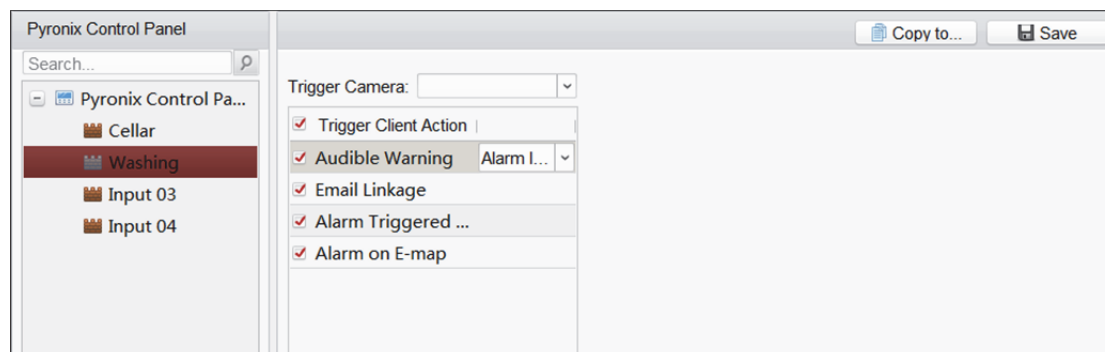 Pyronix Control Panel
Copy to...
Save
Search...
Trigger Camera:
Pyronix Control Pa...
Trigger Client Action
Cellar
Audible Warning
Alarm I...
Washing
Email Linkage
Input 03
Alarm Triggered ...
Input 04
Alarm on E-map